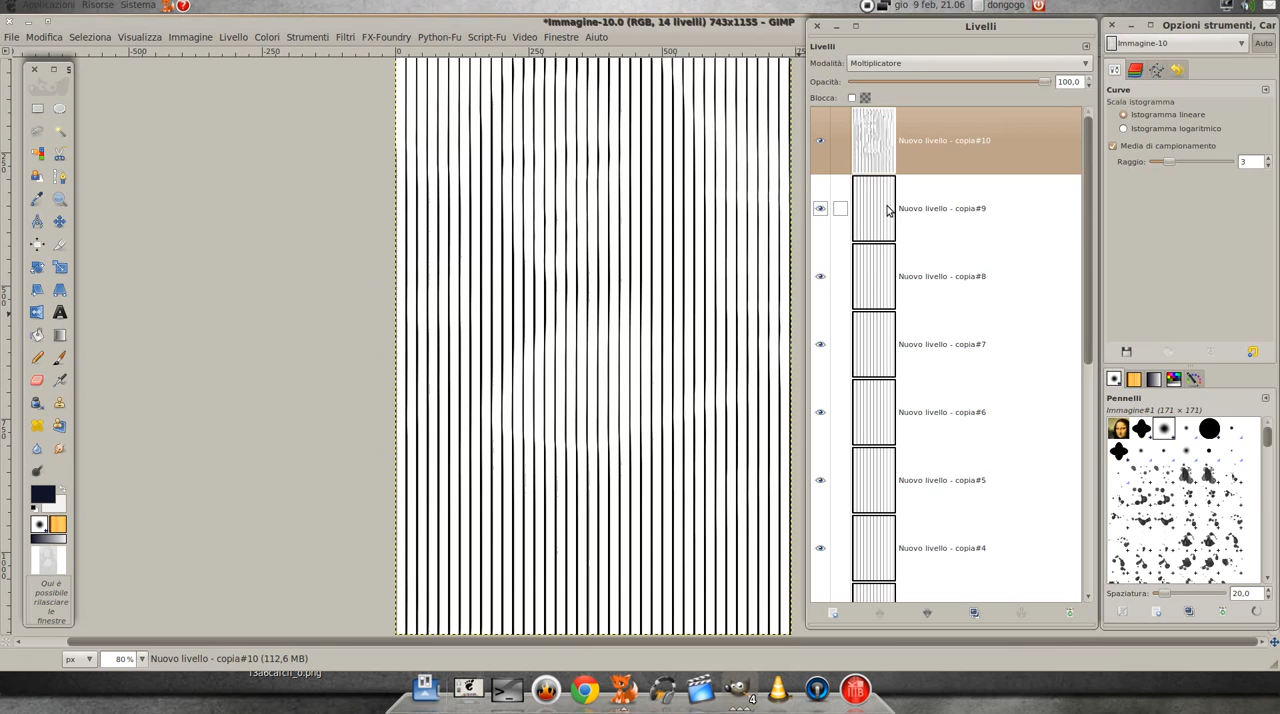 Applicazioni Risorse Sistema
gio 9 feb, 21.06
dongogo
*Immagine-10.0 (RGB, 14 livelli) 743x1155 – GIMP
Livelli
Opzioni strumenti, Car
File Modifica Seleziona Visualizza Immagine Livello Colori Strumenti Filtri FX-Foundry Python-Fu Script-Fu Video Finestre Aiuto
Immagine-10
Auto
Livelli
-500 -250 0 250 500
Modalità: Moltiplicatore
Opacità: 100,0
Blocca:
Curve
Scala istogramma
Istogramma lineare
Istogramma logaritmico
Media di campionamento
Raggio: 3
Nuovo livello - copia#10
Nuovo livello - copia#9
Nuovo livello - copia#8
Nuovo livello - copia#7
Nuovo livello - copia#6
Nuovo livello - copia#5
Nuovo livello - copia#4
Pennelli
Immagine#1 (171 × 171)
Spaziatura: 20,0
250
500
750
1000
Qui è
possibile
rilasciare
le
finestre
px 80% Nuovo livello - copia#10 (112,6 MB)
4